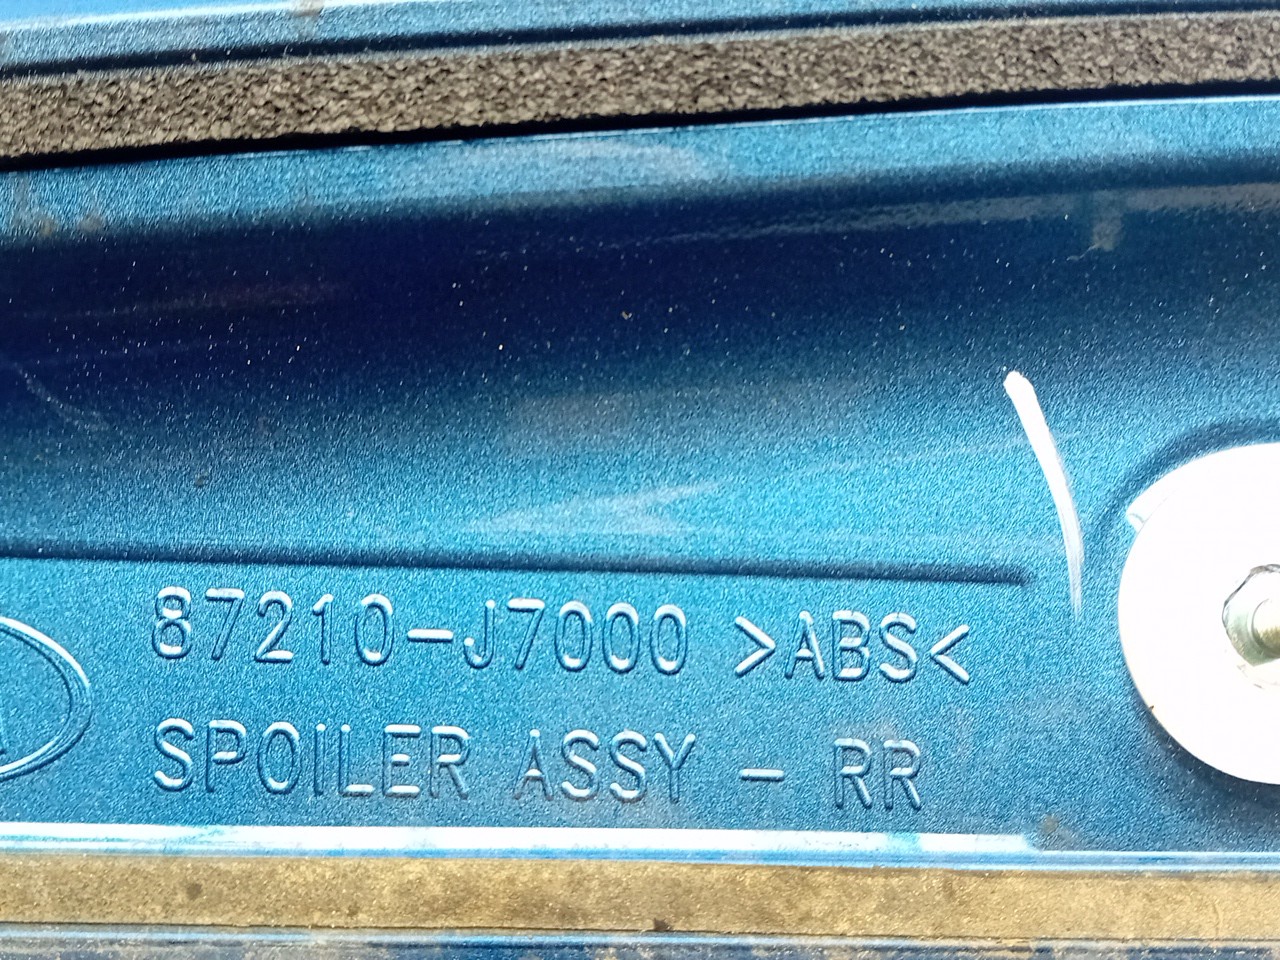 87210-J7000 >ABS<
SPOILER ASSY - RR